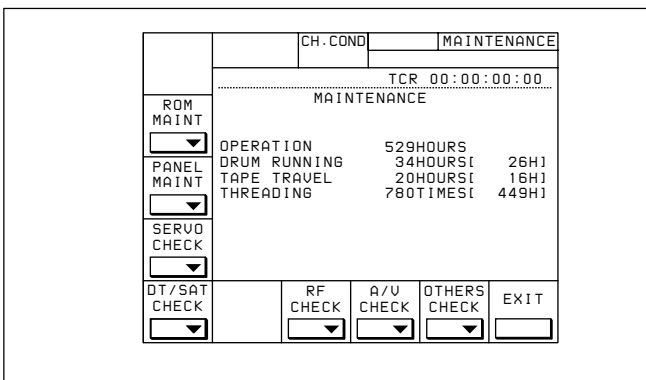 CH.COND MAINTENANCE
TCR 00:00:00:00
MAINTENANCE
ROM
MAINT
OPERATION 529HOURS
DRUM RUNNING 34HOURS[ 26H]
TAPE TRAVEL 20HOURS[ 16H]
THREADING 780TIMES[ 449H]
PANEL
MAINT
SERVO
CHECK
DT/SAT
CHECK
RF
CHECK
A/V
CHECK
OTHERS
CHECK
EXIT